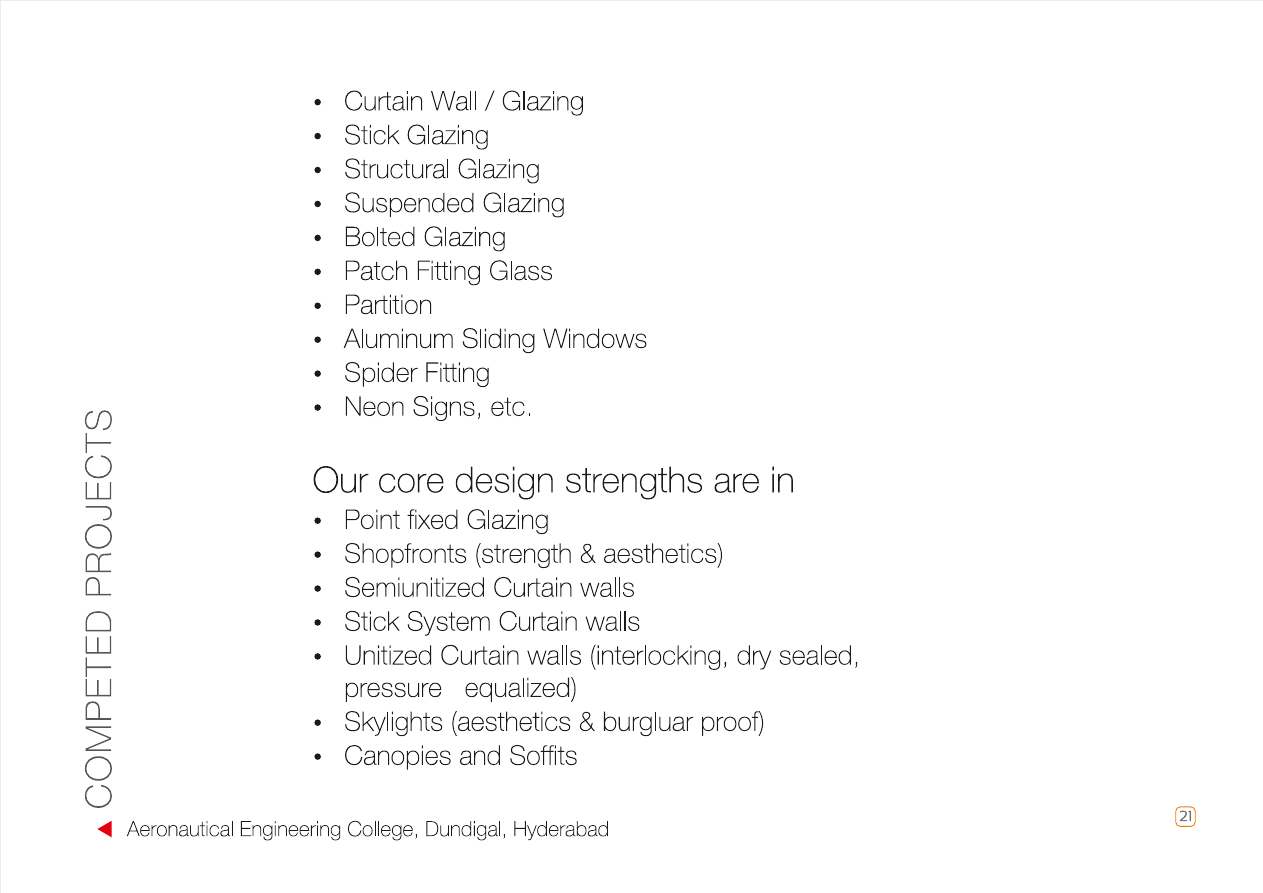 • Curtain Wall / Glazing
• Stick Glazing
• Structural Glazing
• Suspended Glazing
• Bolted Glazing
• Patch Fitting Glass
• Partition
• Aluminum Sliding Windows
• Spider Fitting
• Neon Signs, etc.
Our core design strengths are in
• Point fixed Glazing
• Shopfronts (strength & aesthetics)
• Semiunitized Curtain walls
• Stick System Curtain walls
• Unitized Curtain walls (interlocking, dry sealed,
pressure equalized)
• Skylights (aesthetics & burgluar proof)
• Canopies and Soffits
COMPETED PROJECTS
Aeronautical Engineering College, Dundigal, Hyderabad
21